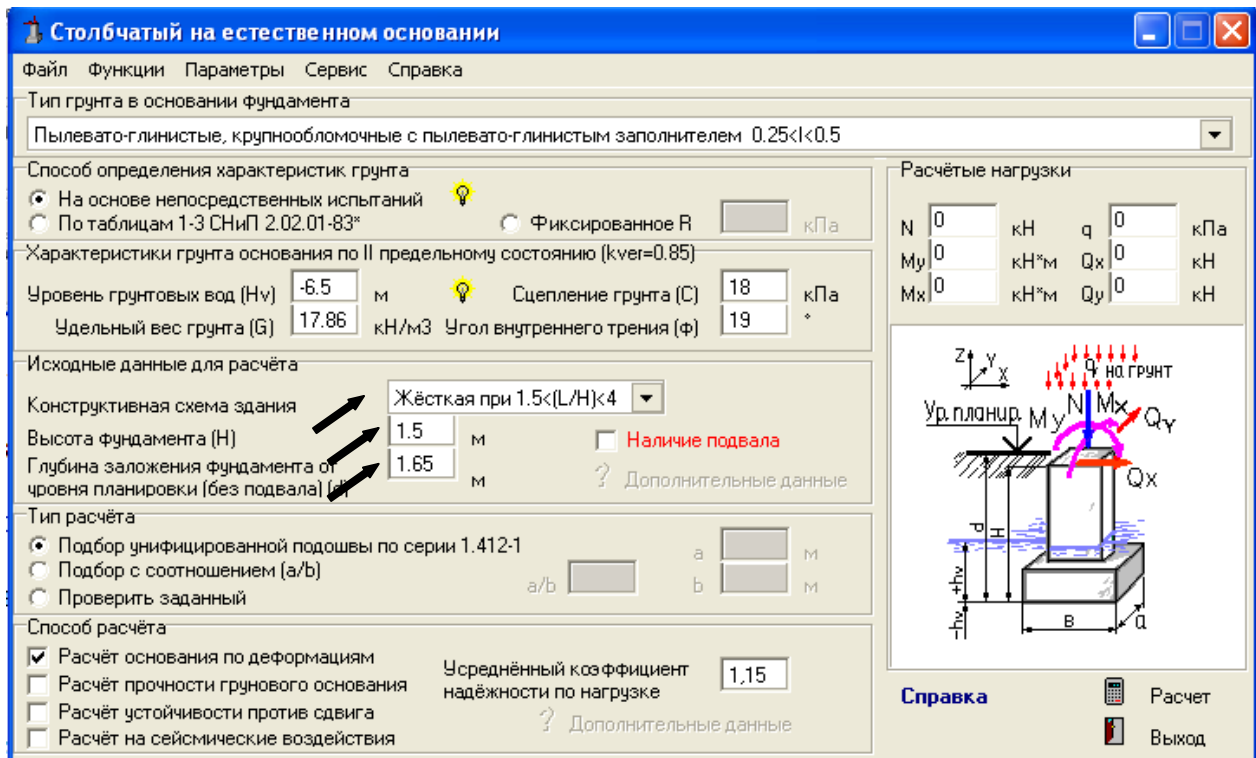 Столбчатый на естественном основании
Файл Функции Параметры Сервис Справка
Тип грунта в основании фундамента
Пылевато-глинистые, крупнообломочные с пылевато-глинистым заполнителем 0.25<I<0.5
Способ определения характеристик грунта
На основе непосредственных испытаний
По таблицам 1-3 СНиП 2.02.01-83*
Фиксированное R кПа
Характеристики грунта основания по II предельному состоянию (kver=0.85)
Уровень грунтовых вод (Hv) -6.5 м
Сцепление грунта (C) 18 кПа
Удельный вес грунта (G) 17.86 кН/м3
Угол внутреннего трения (φ) 19 °
Исходные данные для расчёта
Конструктивная схема здания Жёсткая при 1.5<(L/H)<4
Высота фундамента (H) 1.5 м
Наличие подвала
Глубина заложения фундамента от
уровня планировки (без подвала) (d) 1.65 м
? Дополнительные данные
Тип расчёта
Подбор унифицированной подошвы по серии 1.412-1
Подбор с соотношением (a/b)
Проверить заданный
a/b
a м
b м
Способ расчёта
Расчёт основания по деформациям
Расчёт прочности грунового основания
Расчёт устойчивости против сдвига
Расчёт на сейсмические воздействия
Усреднённый коэффициент
надёжности по нагрузке 1,15
? Дополнительные данные
Расчётные нагрузки
N 0 кН q 0 кПа
My 0 кН*м Qx 0 кН
Mx 0 кН*м Qy 0 кН
Z Y X
q на грунт
Ур.планир.
My N Mx Qy
Qx
d H
+hv
-hv
B a
Справка
Расчет
Выход